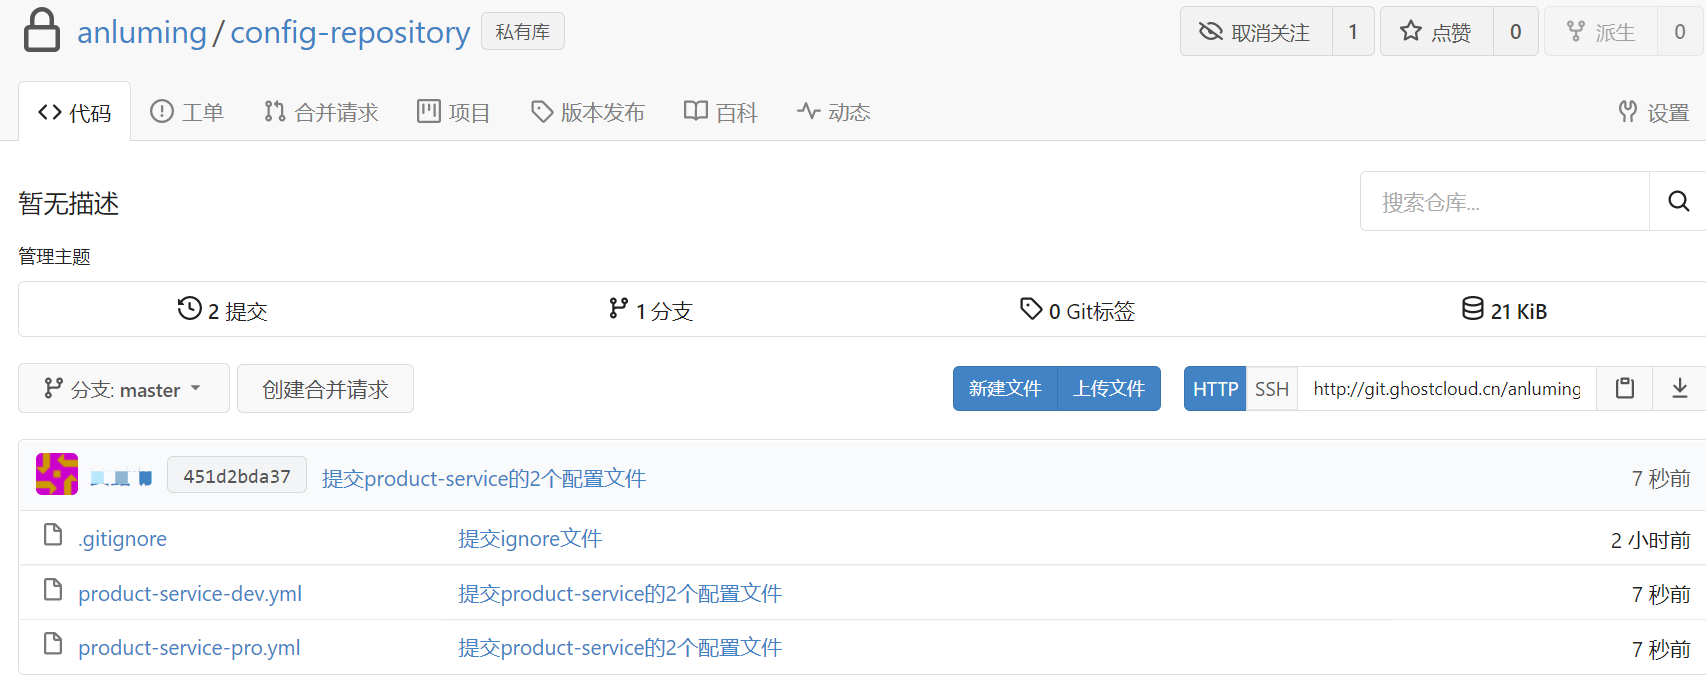 anluming/config-repository 私有库 取消关注 1 点赞 0 派生 0
代码 工单 合并请求 项目 版本发布 百科 动态 设置
暂无描述 搜索仓库...
管理主题
2 提交 1 分支 0 Git标签 21 KiB
分支: master 创建合并请求 新建文件 上传文件 HTTP SSH http://git.ghostcloud.cn/anluming
451d2bda37 提交product-service的2个配置文件 7 秒前
.gitignore 提交ignore文件 2 小时前
product-service-dev.yml 提交product-service的2个配置文件 7 秒前
product-service-pro.yml 提交product-service的2个配置文件 7 秒前